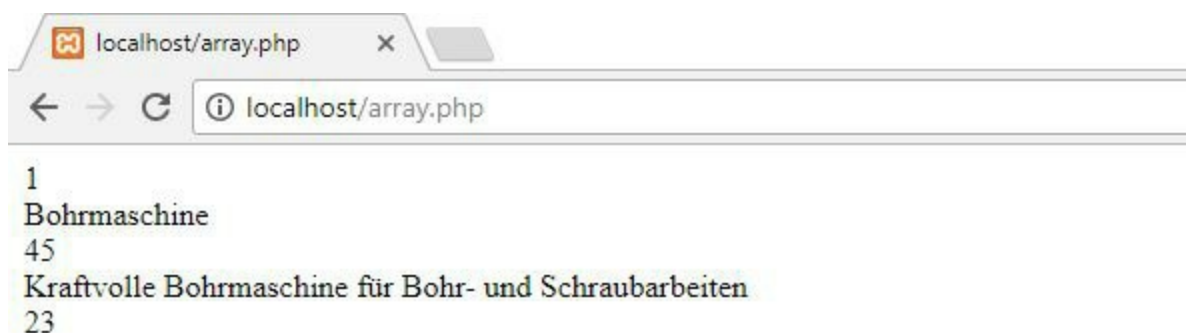 localhost/array.php
localhost/array.php
1
Bohrmaschine
45
Kraftvolle Bohrmaschine für Bohr- und Schraubarbeiten
23